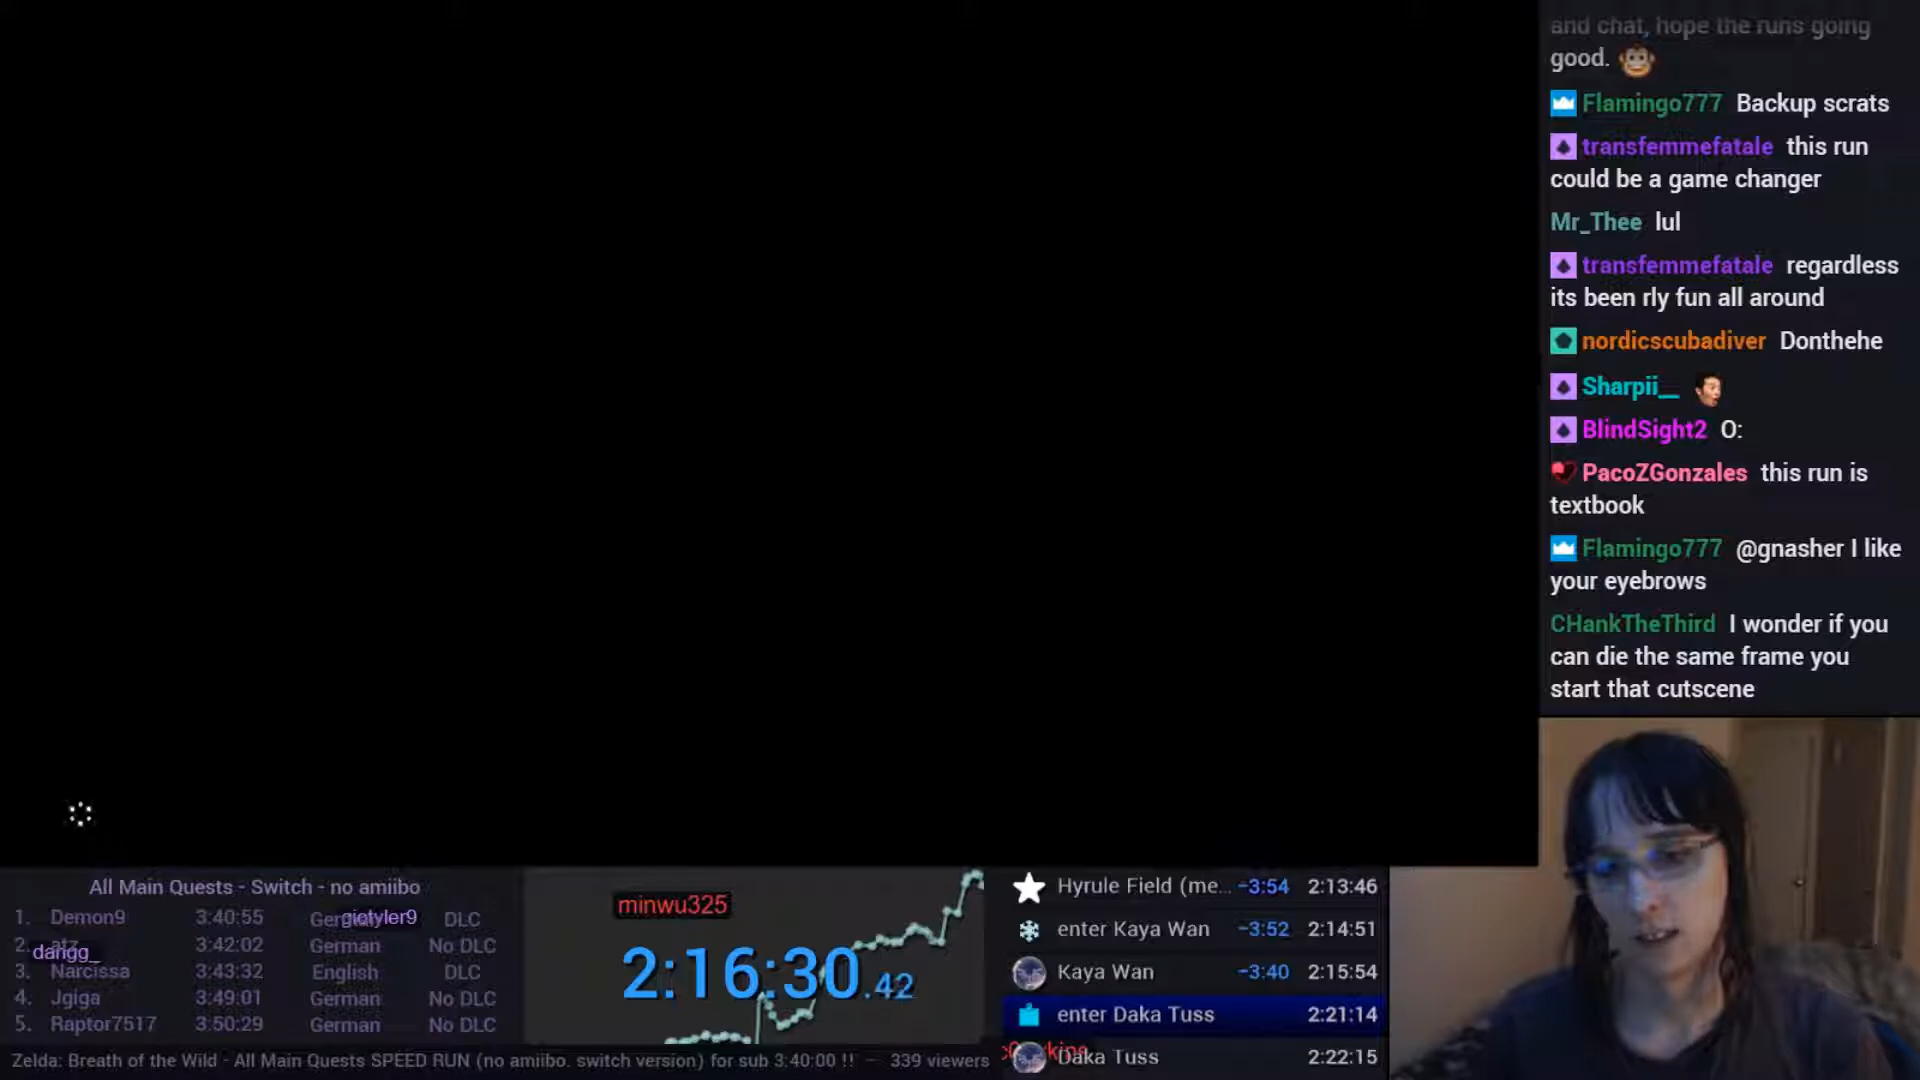 and chat, hope the runs going
good.
Flamingo777 Backup scrats
transfemmefatale this run
could be a game changer
Mr_Thee lul
transfemmefatale regardless
its been rly fun all around
nordicscubadiver Donthehe
Sharpii__
BlindSight2 O:
PacoZGonzales this run is
textbook
Flamingo777 @gnasher I like
your eyebrows
CHankTheThird I wonder if you
can die the same frame you
start that cutscene
All Main Quests - Switch - no amiibo
1. Demon9 3:40:55 German DLC
giotyler9
2. atz 3:42:02 German No DLC
dangg_
3. Narcissa 3:43:32 English DLC
4. Jgiga 3:49:01 German No DLC
5. Raptor7517 3:50:29 German No DLC
minwu325
2:16:30.42
Hyrule Field (me... -3:54 2:13:46
enter Kaya Wan -3:52 2:14:51
Kaya Wan -3:40 2:15:54
enter Daka Tuss 2:21:14
Daka Tuss 2:22:15
Zelda: Breath of the Wild - All Main Quests SPEED RUN (no amiibo. switch version) for sub 3:40:00 !! – 339 viewers